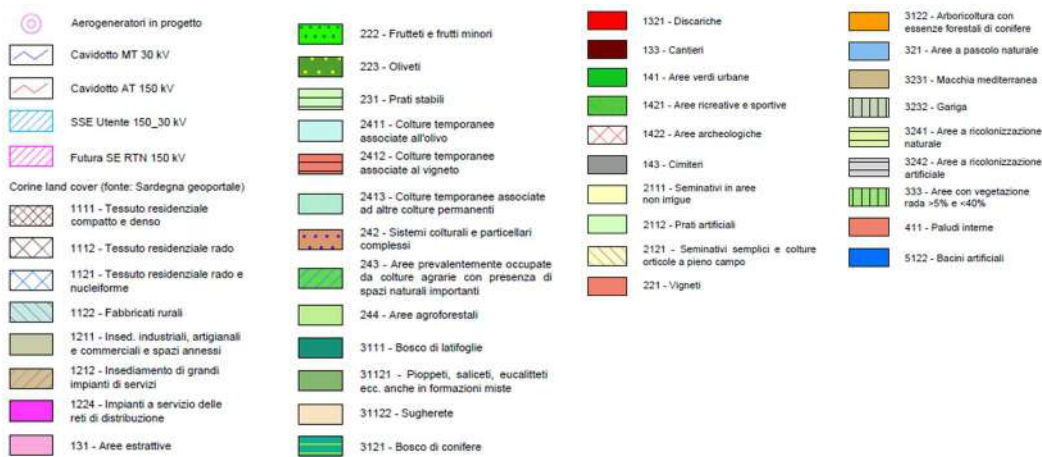 Aerogeneratori in progetto
Cavidotto MT 30 kV
Cavidotto AT 150 kV
SSE Utente 150_30 kV
Futura SE RTN 150 kV
Corine land cover (fonte: Sardegna geoportale)
1111 - Tessuto residenziale
compatto e denso
1112 - Tessuto residenziale rado
1121 - Tessuto residenziale rado e
nucleiforme
1122 - Fabbricati rurali
1211 - Insed. industriali, artigianali
e commerciali e spazi annessi
1212 - Insediamento di grandi
impianti di servizi
1224 - Impianti a servizio delle
reti di distribuzione
131 - Aree estrattive
222 - Frutteti e frutti minori
223 - Oliveti
231 - Prati stabili
2411 - Colture temporanee
associate all'olivo
2412 - Colture temporanee
associate al vigneto
2413 - Colture temporanee associate
ad altre colture permanenti
242 - Sistemi colturali e particellari
complessi
243 - Aree prevalentemente occupate
da colture agrarie con presenza di
spazi naturali importanti
244 - Aree agroforestali
3111 - Bosco di latifoglie
31121 - Pioppeti, saliceti, eucalitteti
ecc. anche in formazioni miste
31122 - Sugherete
3121 - Bosco di conifere
1321 - Discariche
133 - Cantieri
141 - Aree verdi urbane
1421 - Aree ricreative e sportive
1422 - Aree archeologiche
143 - Cimiteri
2111 - Seminativi in aree
non irrigue
2112 - Prati artificiali
2121 - Seminativi semplici e colture
orticole a pieno campo
221 - Vigneti
3122 - Arboricoltura con
essenze forestali di conifere
321 - Aree a pascolo naturale
3231 - Macchia mediterranea
3232 - Gariga
3241 - Aree a ricolonizzazione
naturale
3242 - Aree a ricolonizzazione
artificiale
333 - Aree con vegetazione
rada >5% e <40%
411 - Paludi interne
5122 - Bacini artificiali